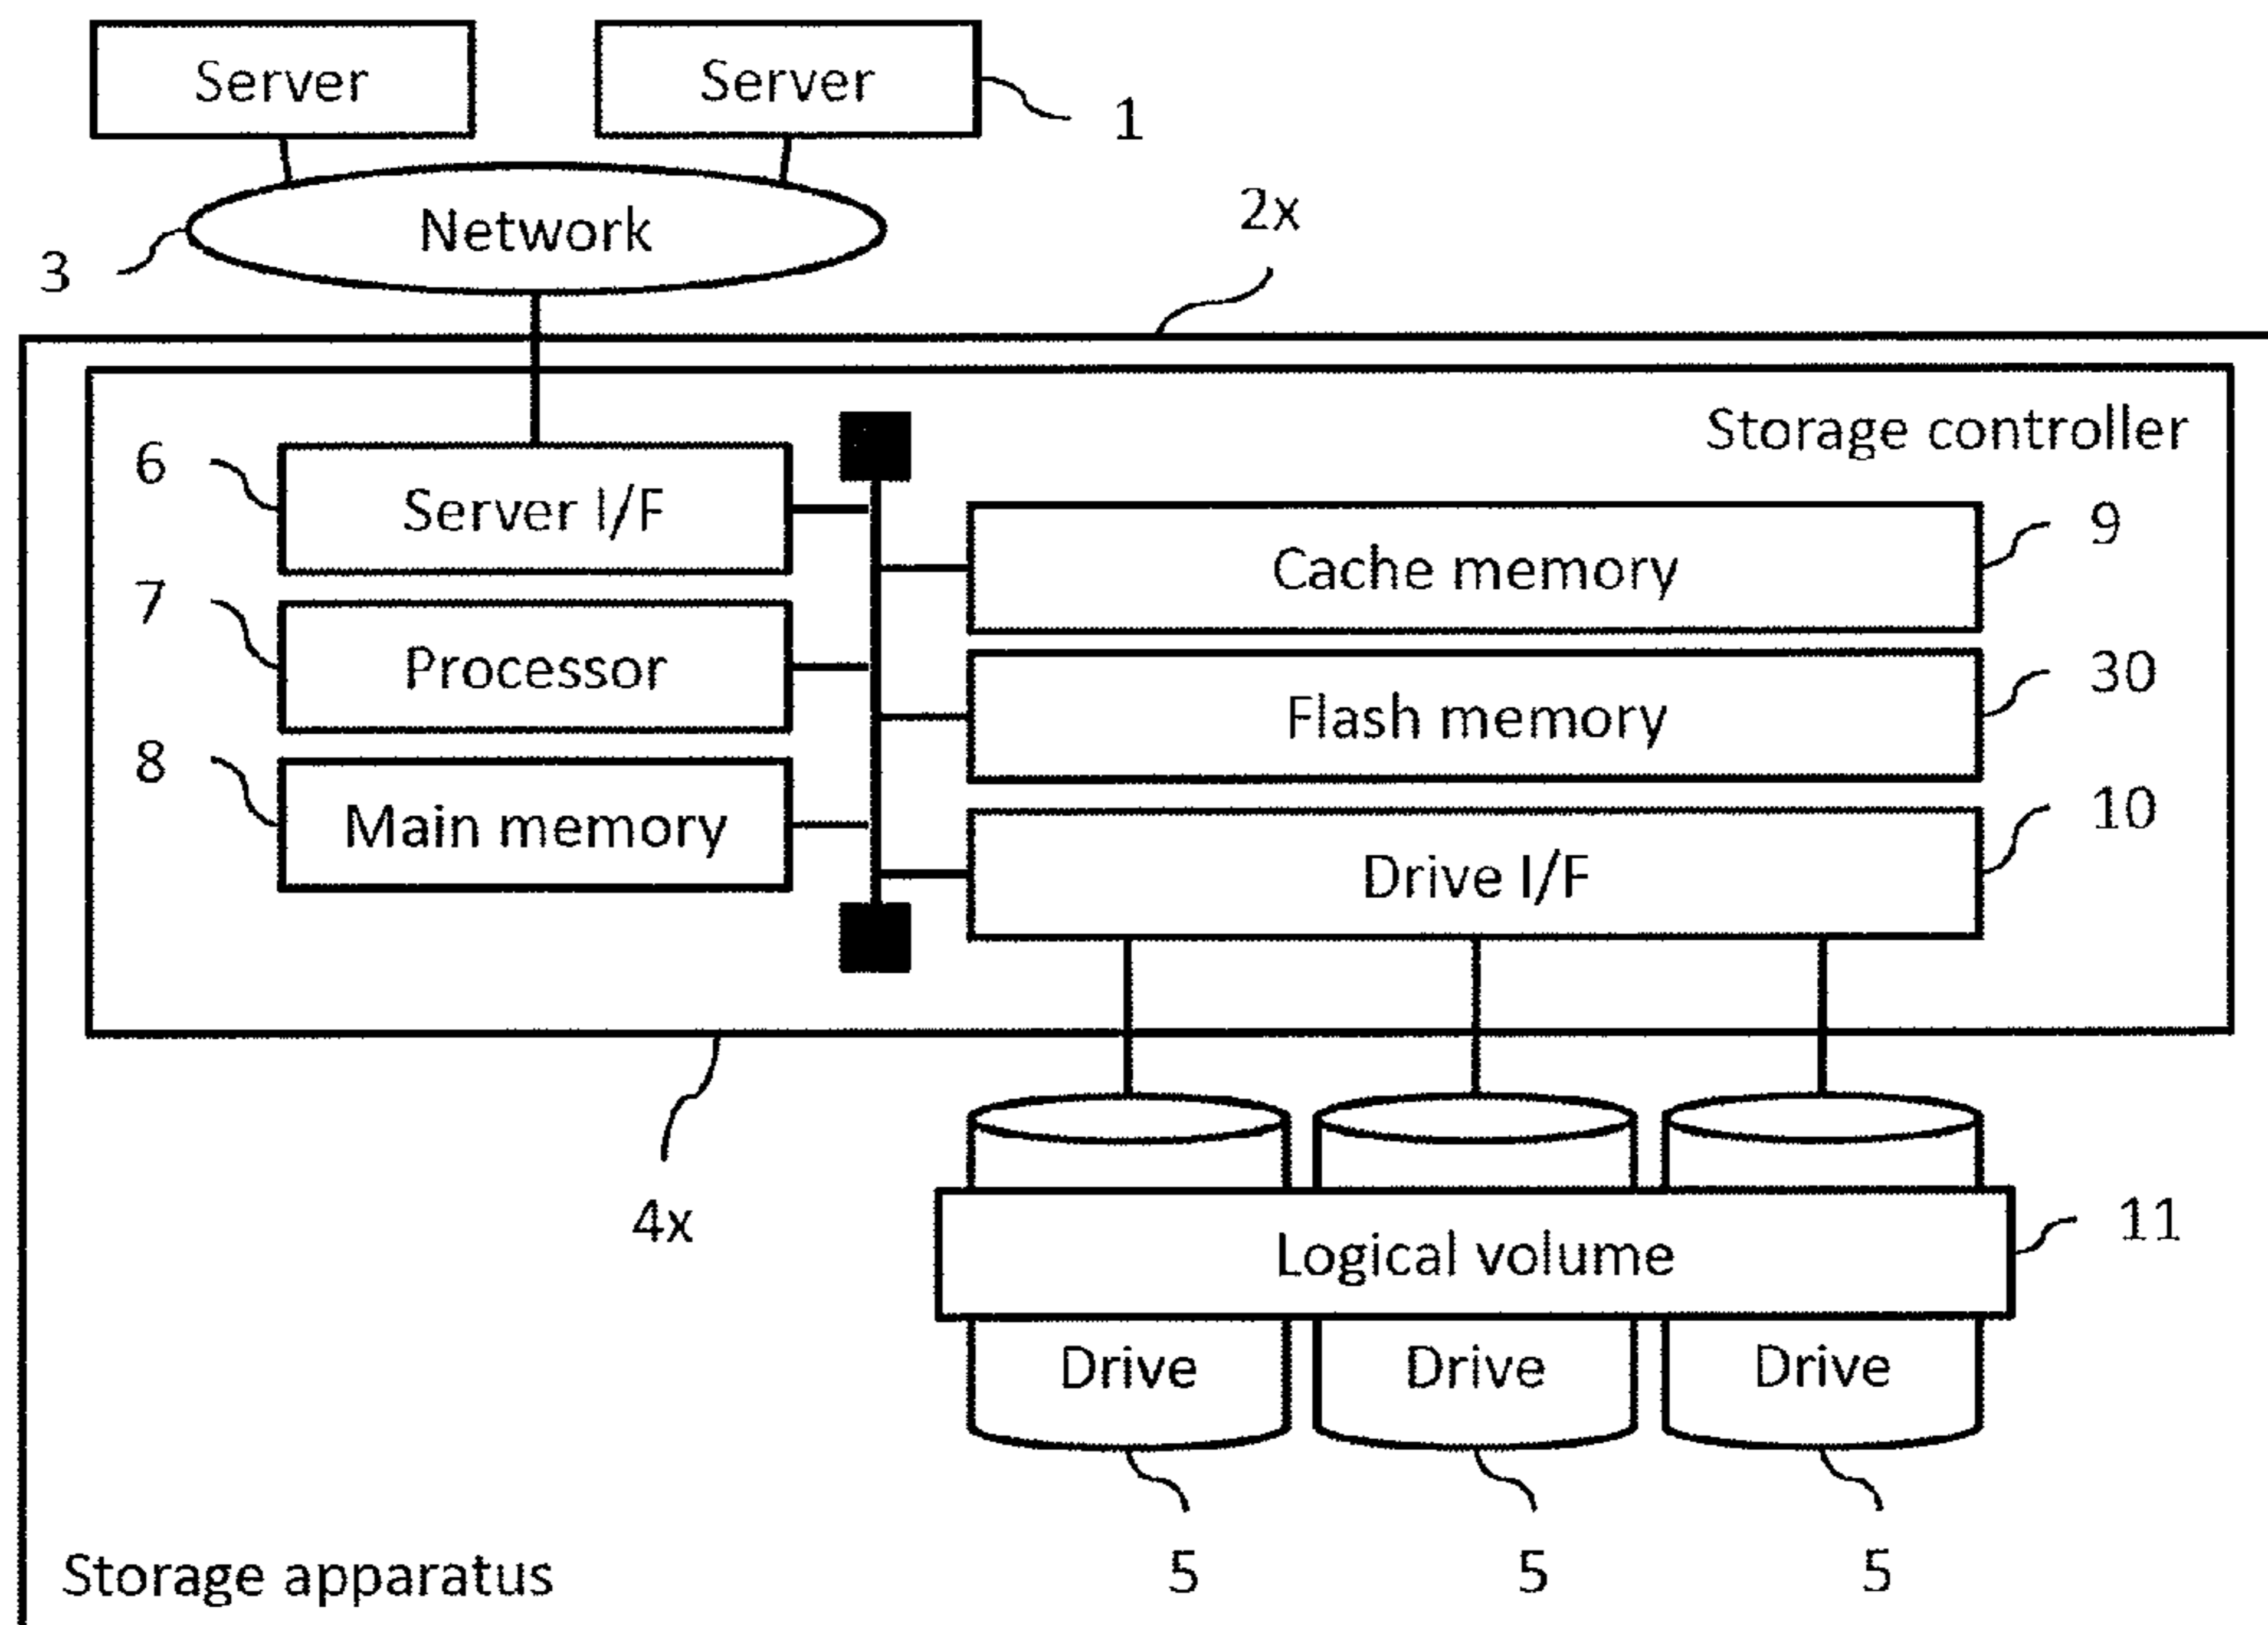 Server
Server
1
Network
3
2x
Storage controller
6
Server I/F
9
Cache memory
7
Processor
30
Flash memory
8
Main memory
10
Drive I/F
4x
11
Logical volume
Drive
Drive
Drive
5
5
5
Storage apparatus